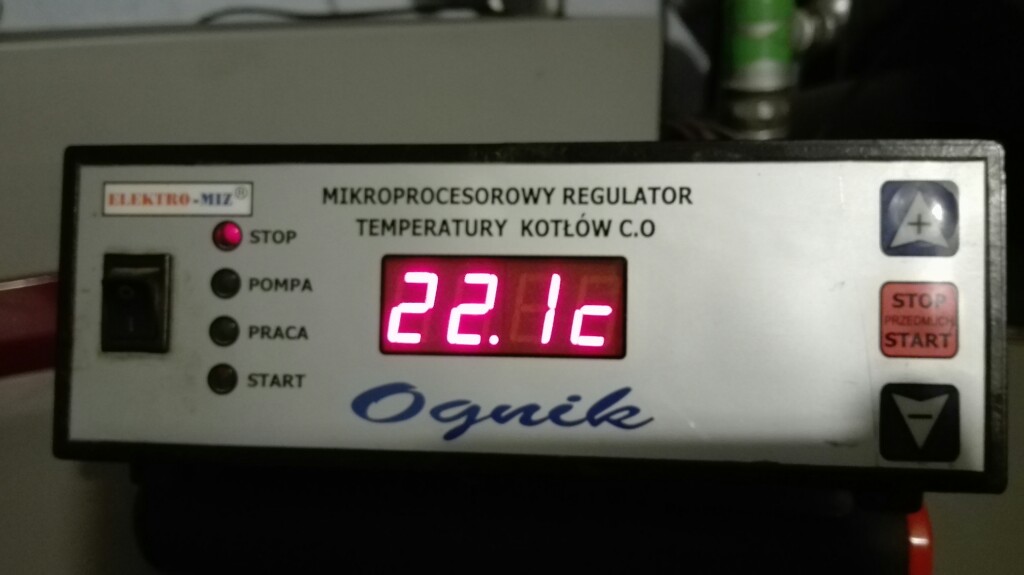 ELEKTRO-MIZ®
MIKROPROCESOROWY REGULATOR
TEMPERATURY KOTŁÓW C.O
STOP
POMPA
PRACA
START
22.1c
Ognik
+
STOP
PRZEDMUCH
START
-